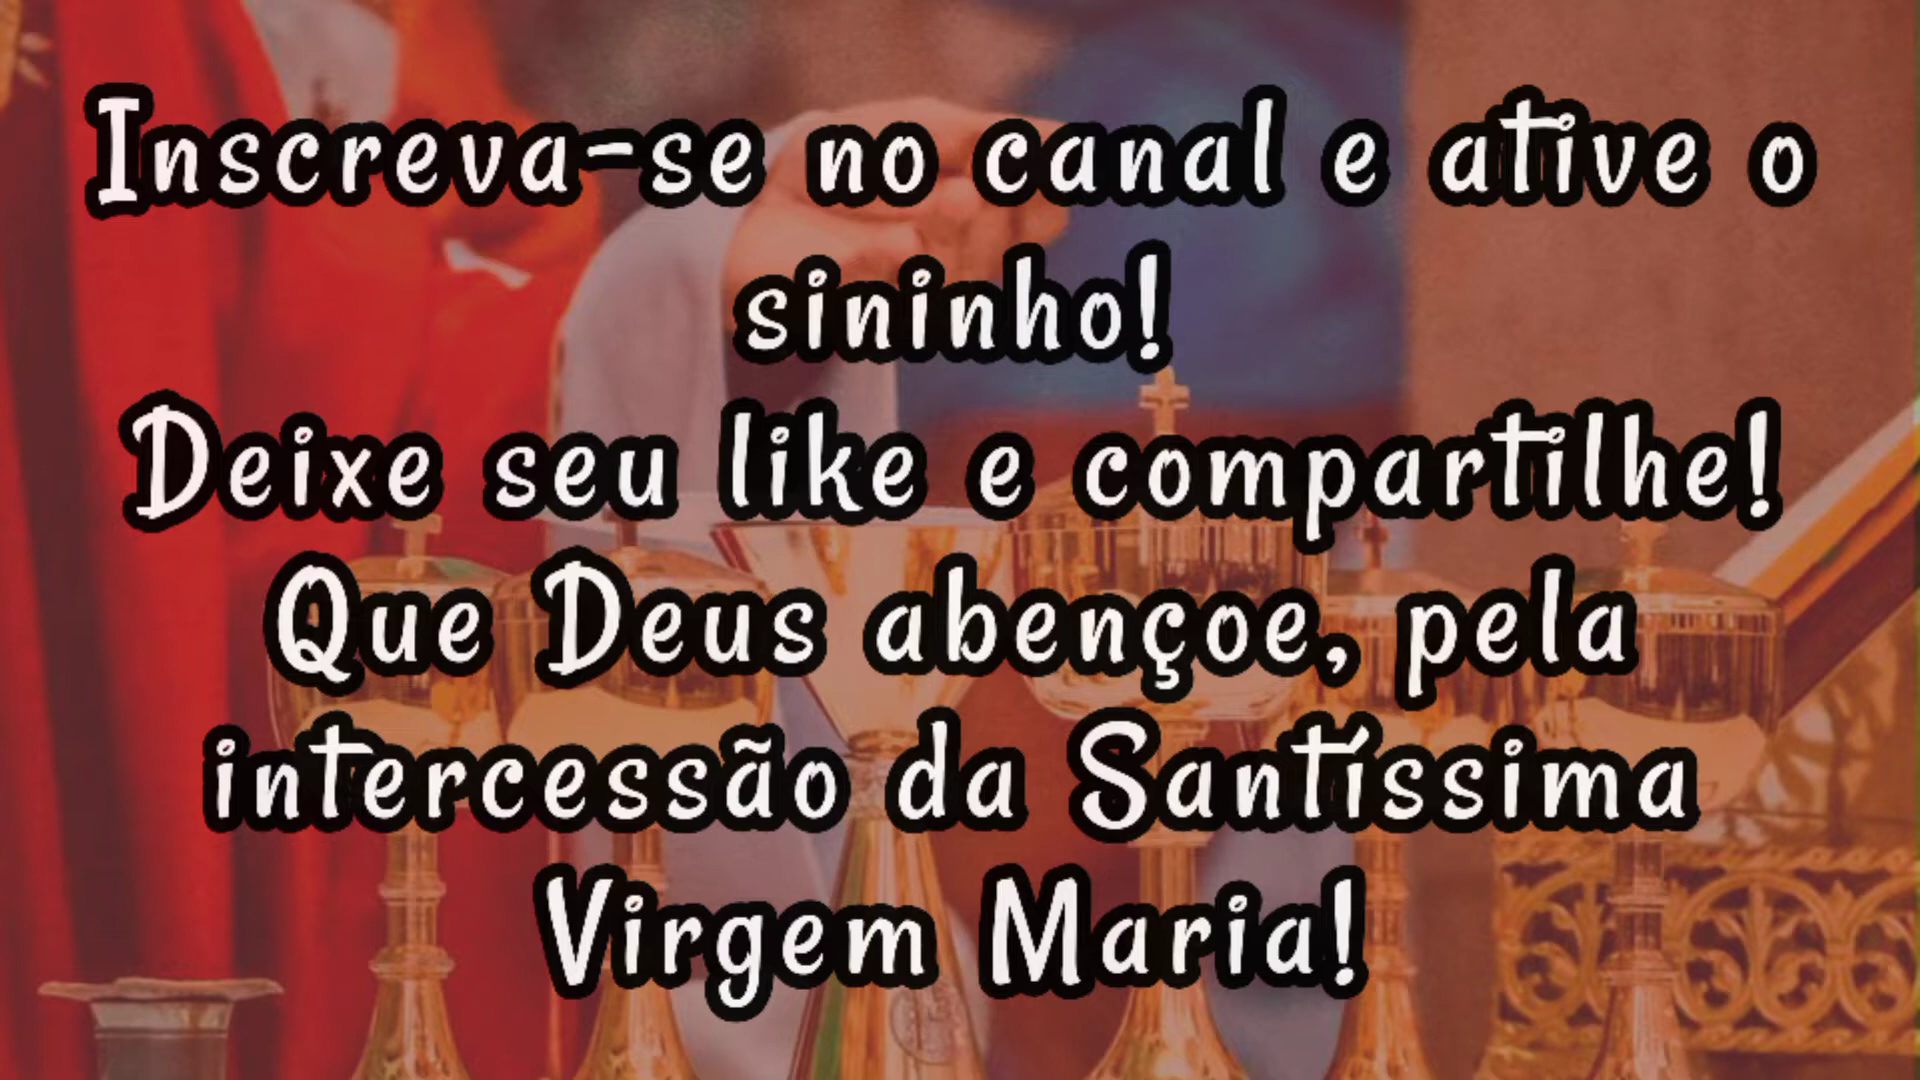 Inscreva-se no canal e ative o
sininho!
Deixe seu like e compartilhe!
Que Deus abençoe, pela
intercessão da Santíssima
Virgem Maria!